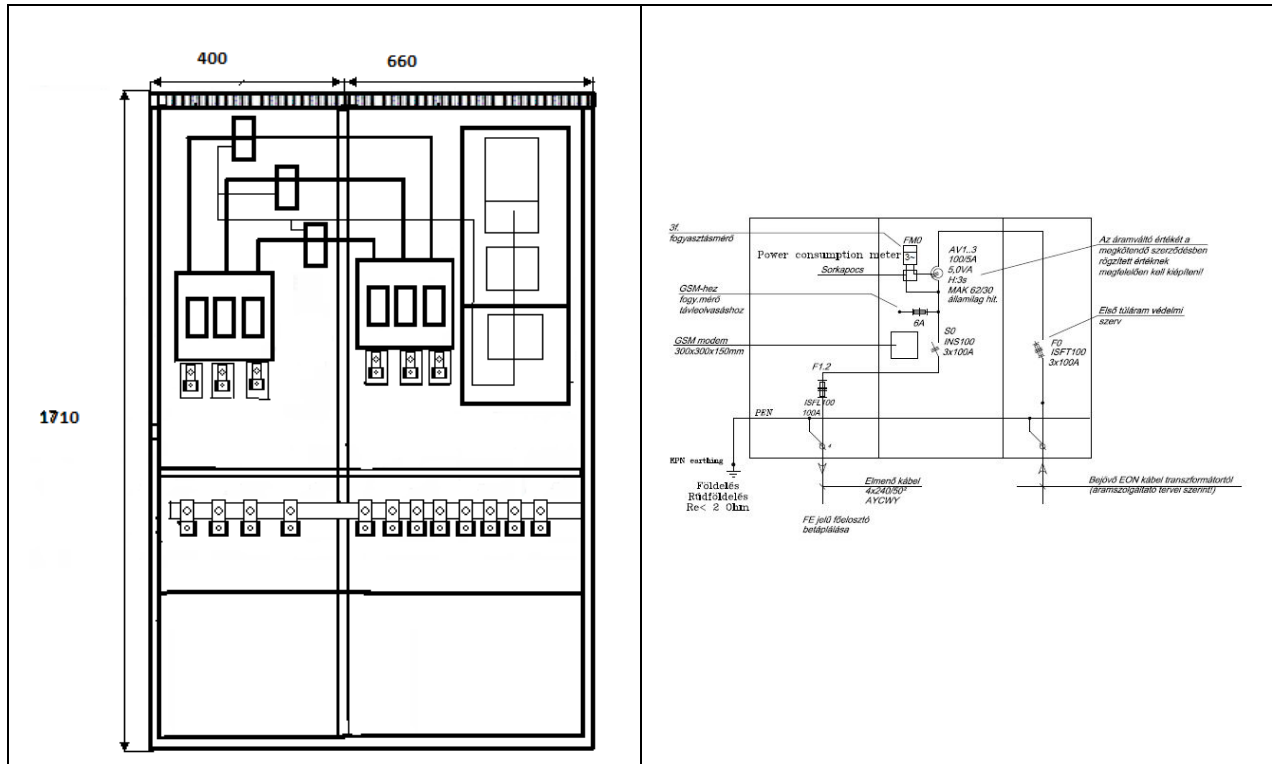 400
660
1710
3f.
fogyasztásmérő
FM0
3~
Power consumption meter
Sorkapocs
AV1..3
100/5A
5,0VA
H:3s
MAK 62/30
államilag hit.
Az áramváltó értékét a
megkötendő szerződésben
rögzített értéknek
megfelelően kell kiépíteni!
GSM-hez
fogy.mérő
távleolvasáshoz
6A
GSM modem
300x300x150mm
S0
INS100
3x100A
Első túláram védelmi
szerv
F0
ISFT100
3x100A
F1.2
ISFL100
100A
PEN
4
EPN earthing
Földelés
Rúdföldelés
Re< 2 Ohm
Elmenő kábel
4x240/50²
AYCWY
FE jelű főelosztó
betáplálása
Bejövő EON kábel transzformátortól
(áramszolgáltató tervei szerint!)